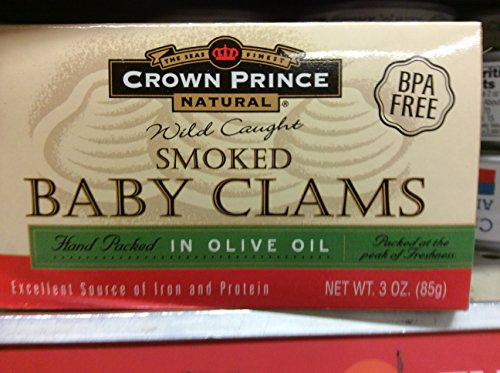 THE SEAS FINEST
CROWN PRINCE
NATURAL®
BPA
FREE
Wild Caught
SMOKED
BABY CLAMS
Hand Packed IN OLIVE OIL
Packed at the
peak of Freshness
Excellent Source of Iron and Protein
NET WT. 3 OZ. (85g)